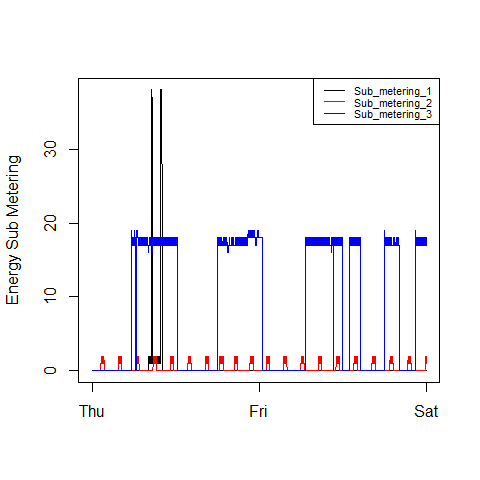 Sub_metering_1
Sub_metering_2
Sub_metering_3
Energy Sub Metering
30
20
10
0
Thu Fri Sat